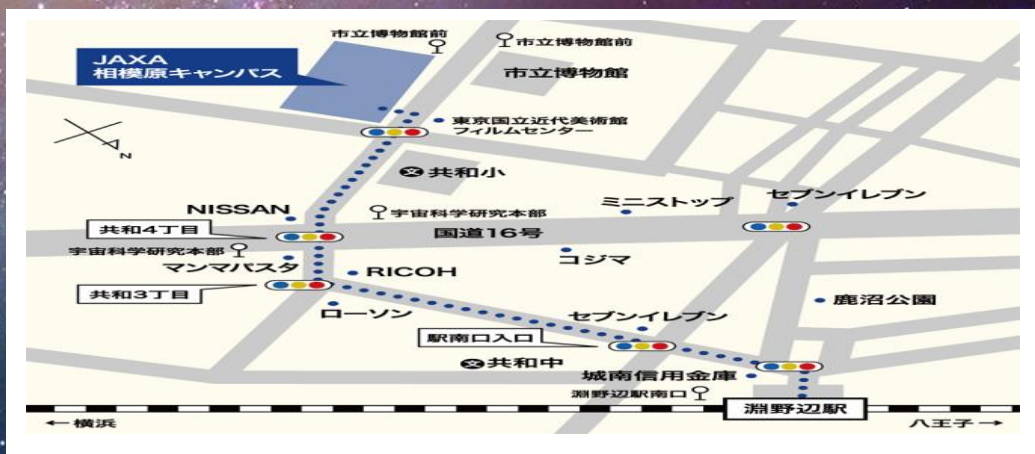 市立博物館前
市立博物館前
JAXA
相模原キャンパス
市立博物館
東京国立近代美術館
フィルムセンター
N
共和小
NISSAN
宇宙科学研究本部
ミニストップ
セブンイレブン
共和4丁目
国道16号
宇宙科学研究本部
マンマパスタ
RICOH
コジマ
共和3丁目
ローソン
セブンイレブン
鹿沼公園
駅南口入口
文共和中
城南信用金庫
淵野辺駅南口
淵野辺駅
←横浜
八王子→